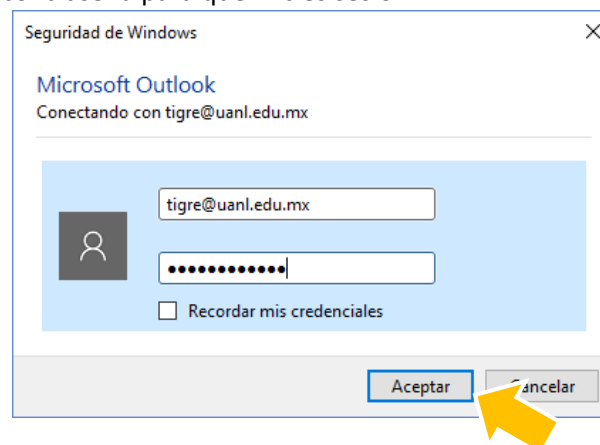 Seguridad de Windows
Microsoft Outlook
Conectando con tigre@uanl.edu.mx
tigre@uanl.edu.mx
●●●●●●●●●●●●
Recordar mis credenciales
Aceptar
Cancelar